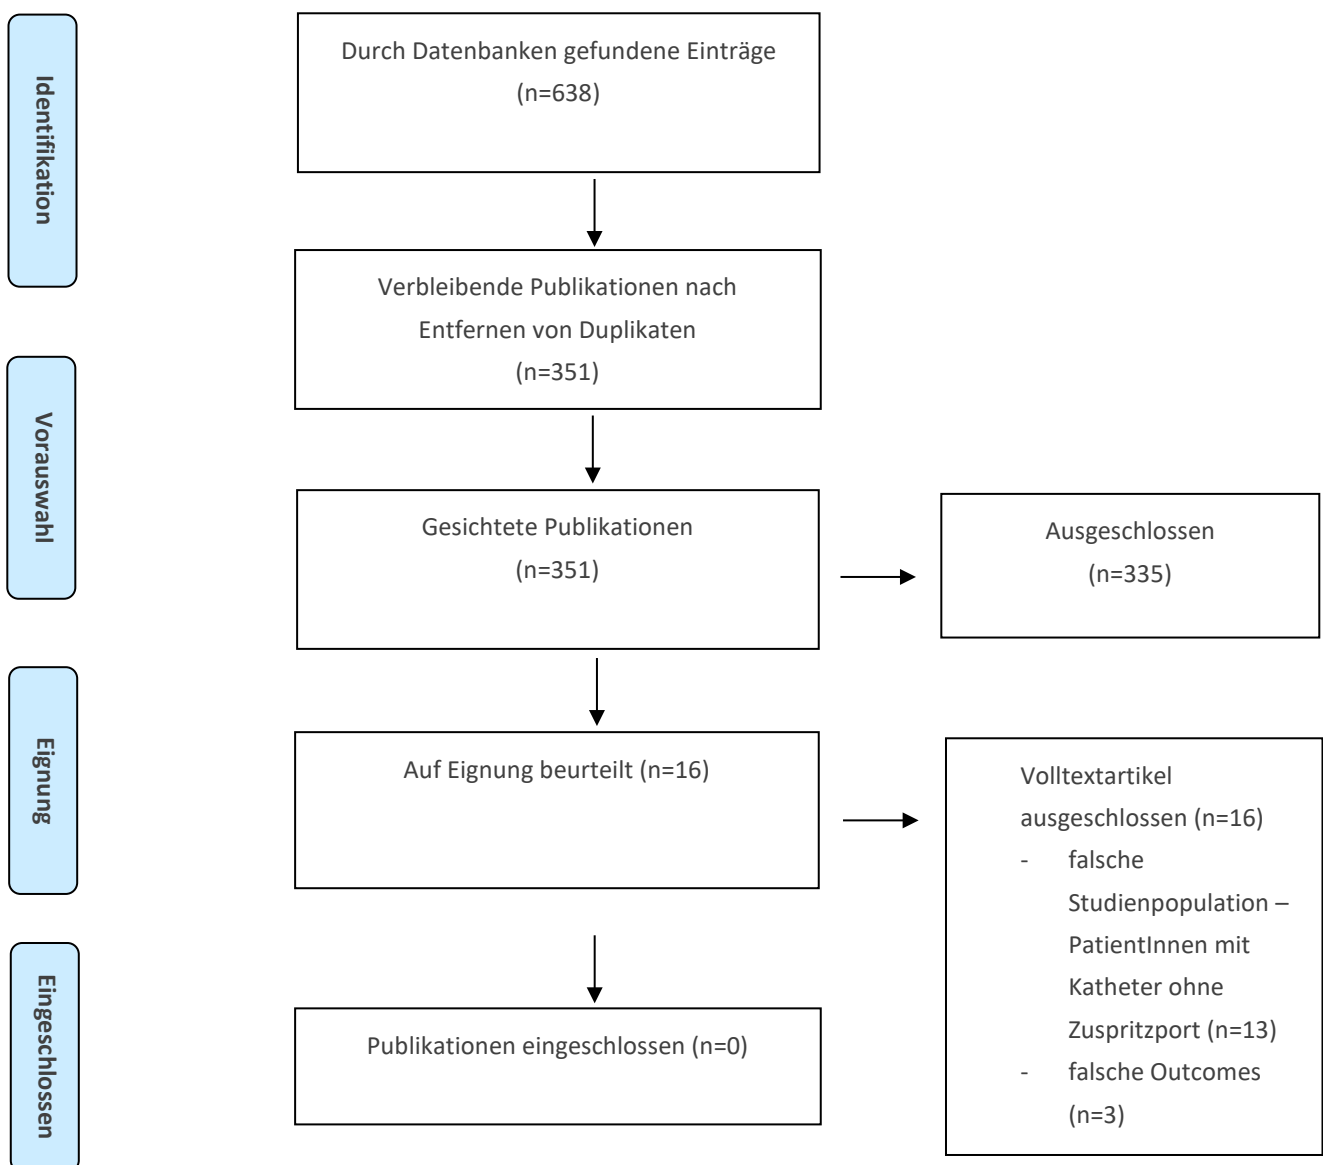 Identifikation
Durch Datenbanken gefundene Einträge
(n=638)
Verbleibende Publikationen nach
Entfernen von Duplikaten
(n=351)
Vorauswahl
Gesichtete Publikationen
(n=351)
Ausgeschlossen
(n=335)
Eignung
Auf Eignung beurteilt (n=16)
Volltextartikel
ausgeschlossen (n=16)
- falsche
Studienpopulation –
PatientInnen mit
Katheter ohne
Zuspritzport (n=13)
- falsche Outcomes
(n=3)
Eingeschlossen
Publikationen eingeschlossen (n=0)